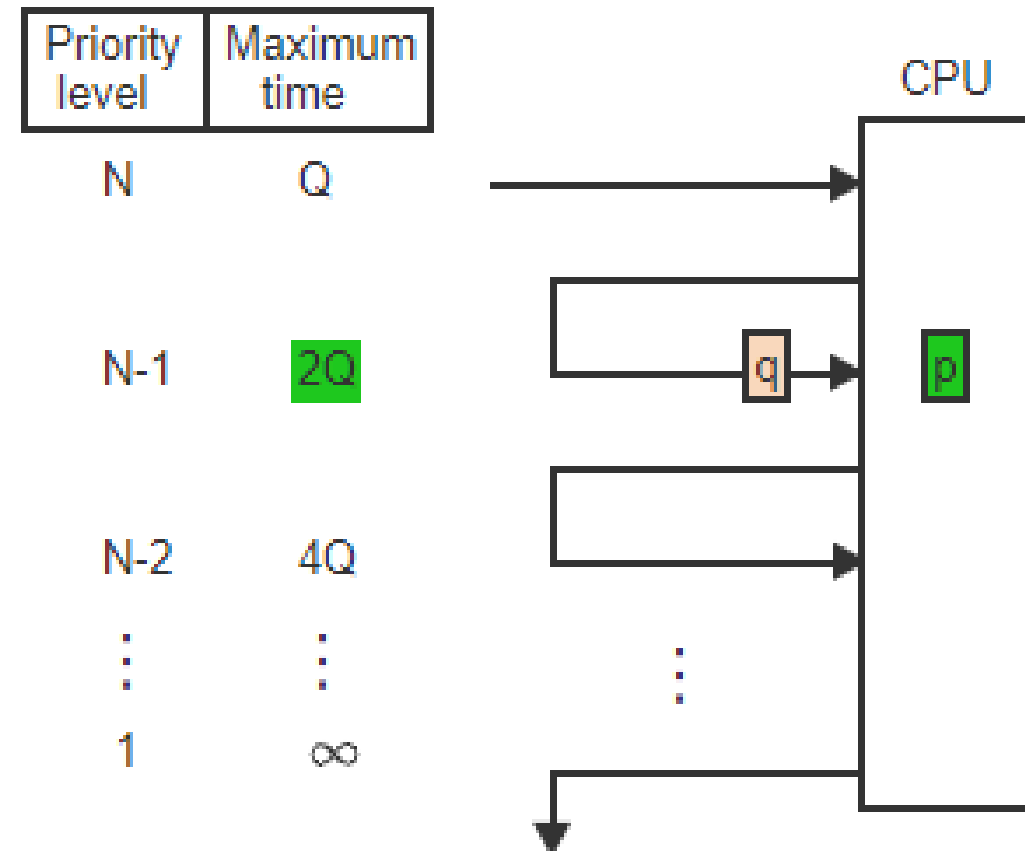 Priority level
Maximum time
CPU
N Q
N-1 2Q q p
N-2 4Q
1 ∞